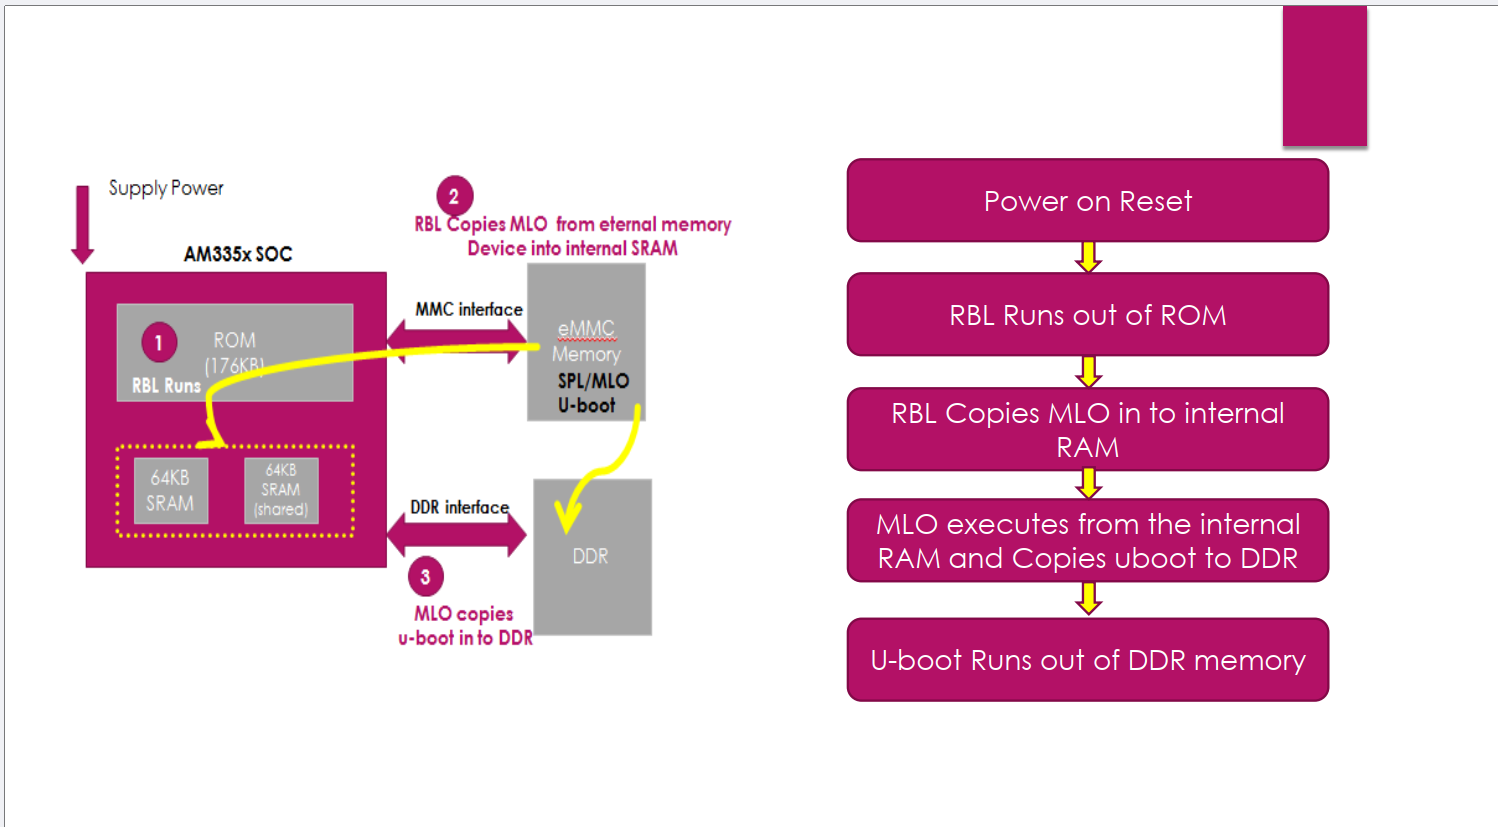 Supply Power
AM335x SOC
1
ROM
(176KB)
RBL Runs
64KB
SRAM
64KB
SRAM
(shared)
2
RBL Copies MLO from eternal memory
Device into internal SRAM
MMC interface
eMMC
Memory
SPL/MLO
U-boot
DDR interface
DDR
3
MLO copies
u-boot in to DDR
Power on Reset
RBL Runs out of ROM
RBL Copies MLO in to internal
RAM
MLO executes from the internal
RAM and Copies uboot to DDR
U-boot Runs out of DDR memory